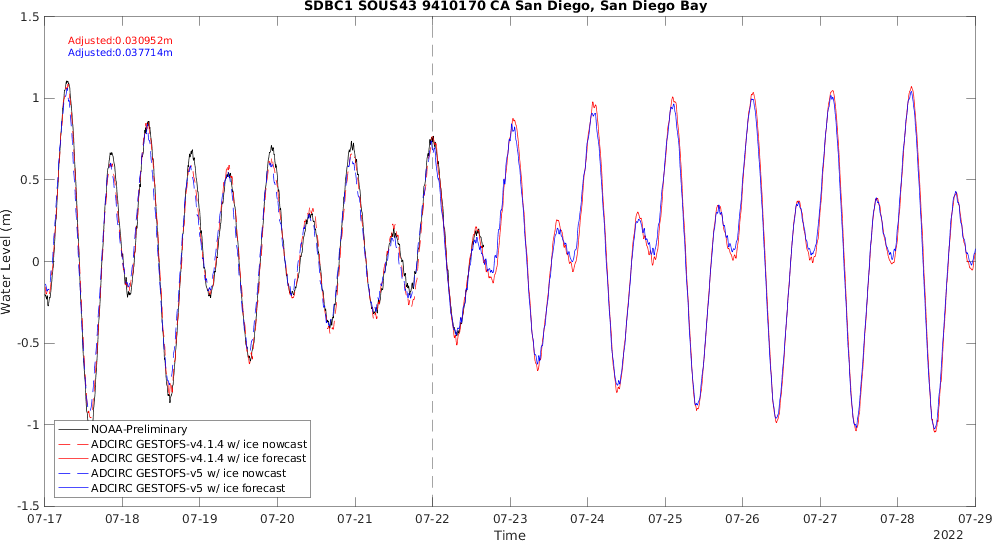 SDBC1 SOUS43 9410170 CA San Diego, San Diego Bay
1.5
Adjusted:0.030952m
Adjusted:0.037714m
1
0.5
0
-0.5
-1
-1.5
Water Level (m)
NOAA-Preliminary
ADCIRC GESTOFS-v4.1.4 w/ ice nowcast
ADCIRC GESTOFS-v4.1.4 w/ ice forecast
ADCIRC GESTOFS-v5 w/ ice nowcast
ADCIRC GESTOFS-v5 w/ ice forecast
07-17 07-18 07-19 07-20 07-21 07-22 07-23 07-24 07-25 07-26 07-27 07-28 07-29
Time
2022